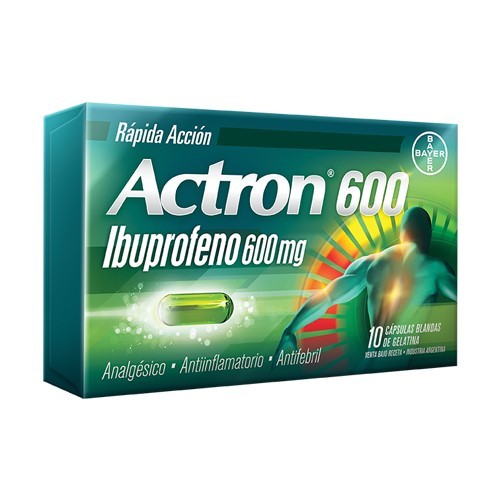 Rápida Acción
BAYER
BAYER
Actron® 600
Ibuprofeno 600 mg
10 CÁPSULAS BLANDAS
DE GELATINA
VENTA BAJO RECETA • INDUSTRIA ARGENTINA
Analgésico • Antiinflamatorio • Antifebril